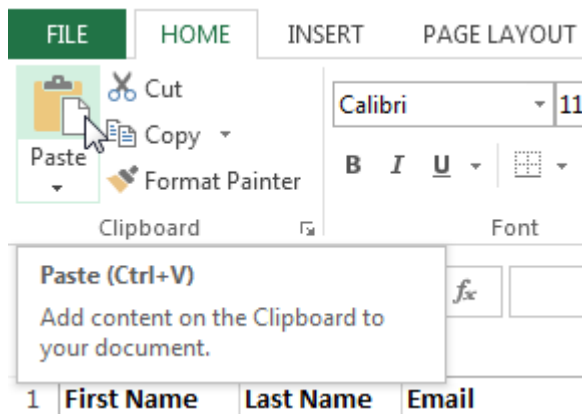 FILE HOME INSERT PAGE LAYOUT
Cut
Calibri 11
Copy
Paste
B I U
Format Painter
Clipboard Font
Paste (Ctrl+V)
fx
Add content on the Clipboard to
your document.
1 First Name Last Name Email